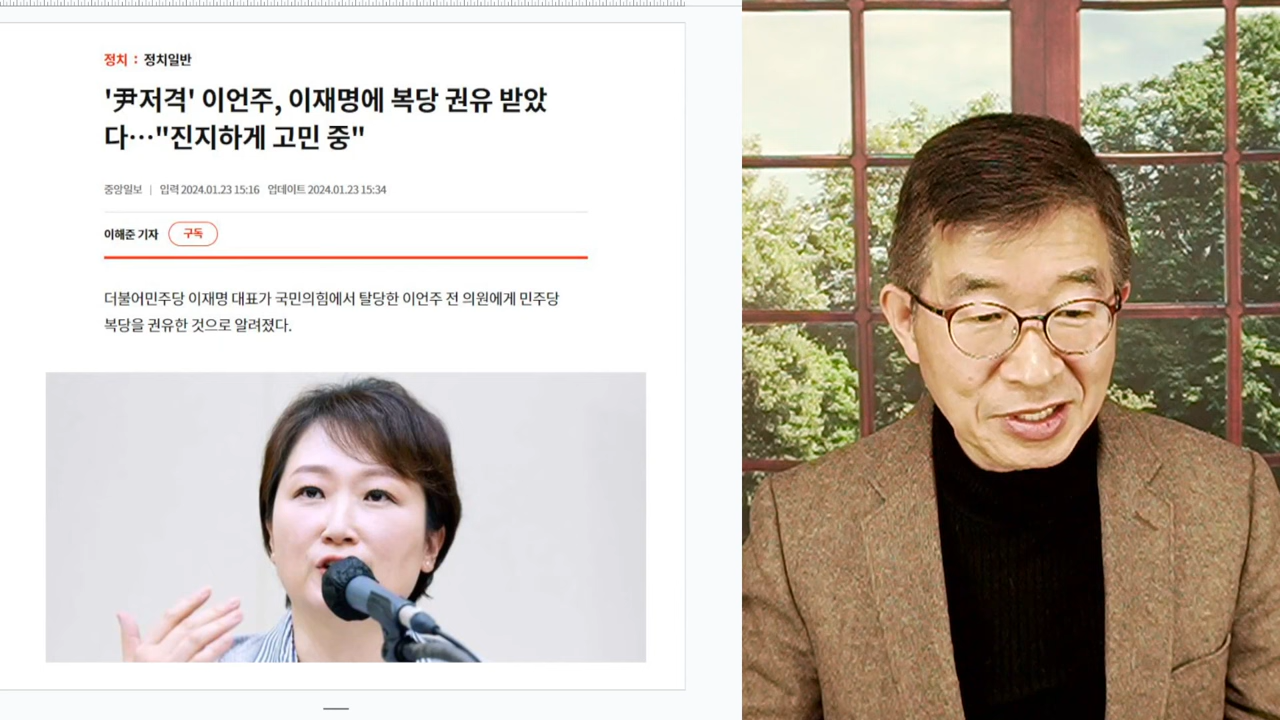 정치 : 정치일반
'尹저격' 이언주, 이재명에 복당 권유 받았
다…"진지하게 고민 중"
중앙일보 | 입력 2024.01.23 15:16 업데이트 2024.01.23 15:34
이해준 기자 구독
더불어민주당 이재명 대표가 국민의힘에서 탈당한 이언주 전 의원에게 민주당
복당을 권유한 것으로 알려졌다.